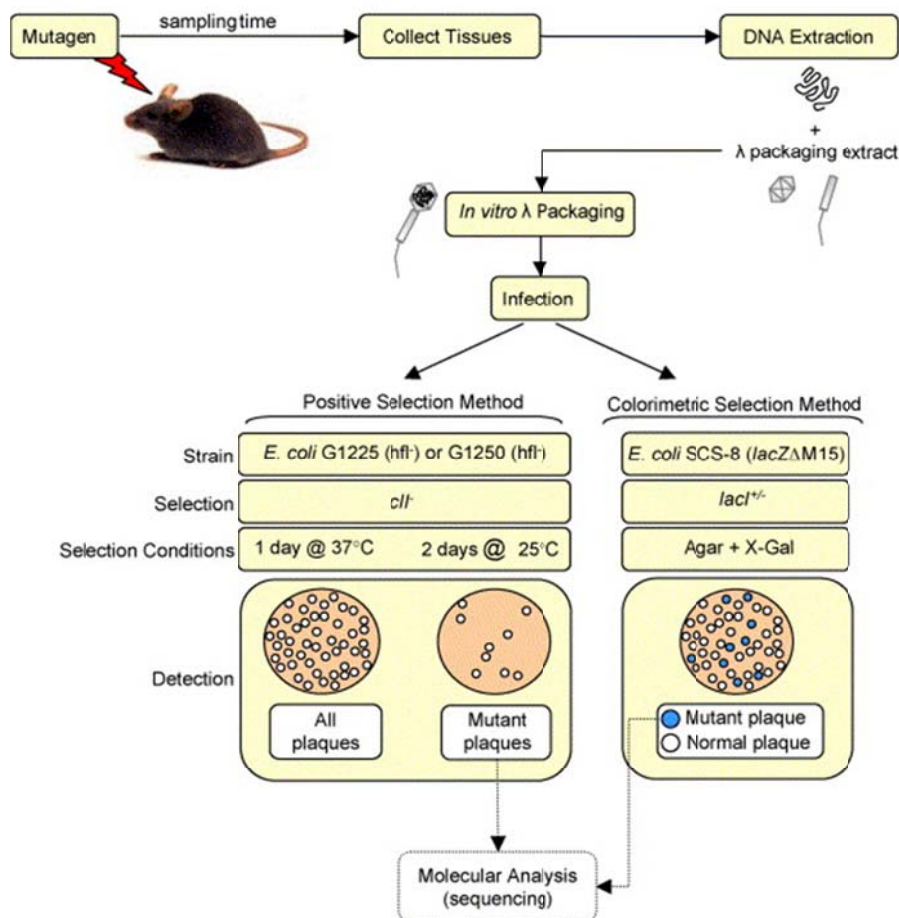 Mutagen
sampling time
Collect Tissues
DNA Extraction
+
λ packaging extract
In vitro λ Packaging
Infection
Positive Selection Method
Colorimetric Selection Method
Strain
E. coli G1225 (hfl-) or G1250 (hfl-)
E. coli SCS-8 (lacZΔM15)
Selection
cII-
lacI+/-
Selection Conditions
1 day @ 37°C
2 days @ 25°C
Agar + X-Gal
Detection
All
plaques
Mutant
plaques
Mutant plaque
Normal plaque
Molecular Analysis
(sequencing)